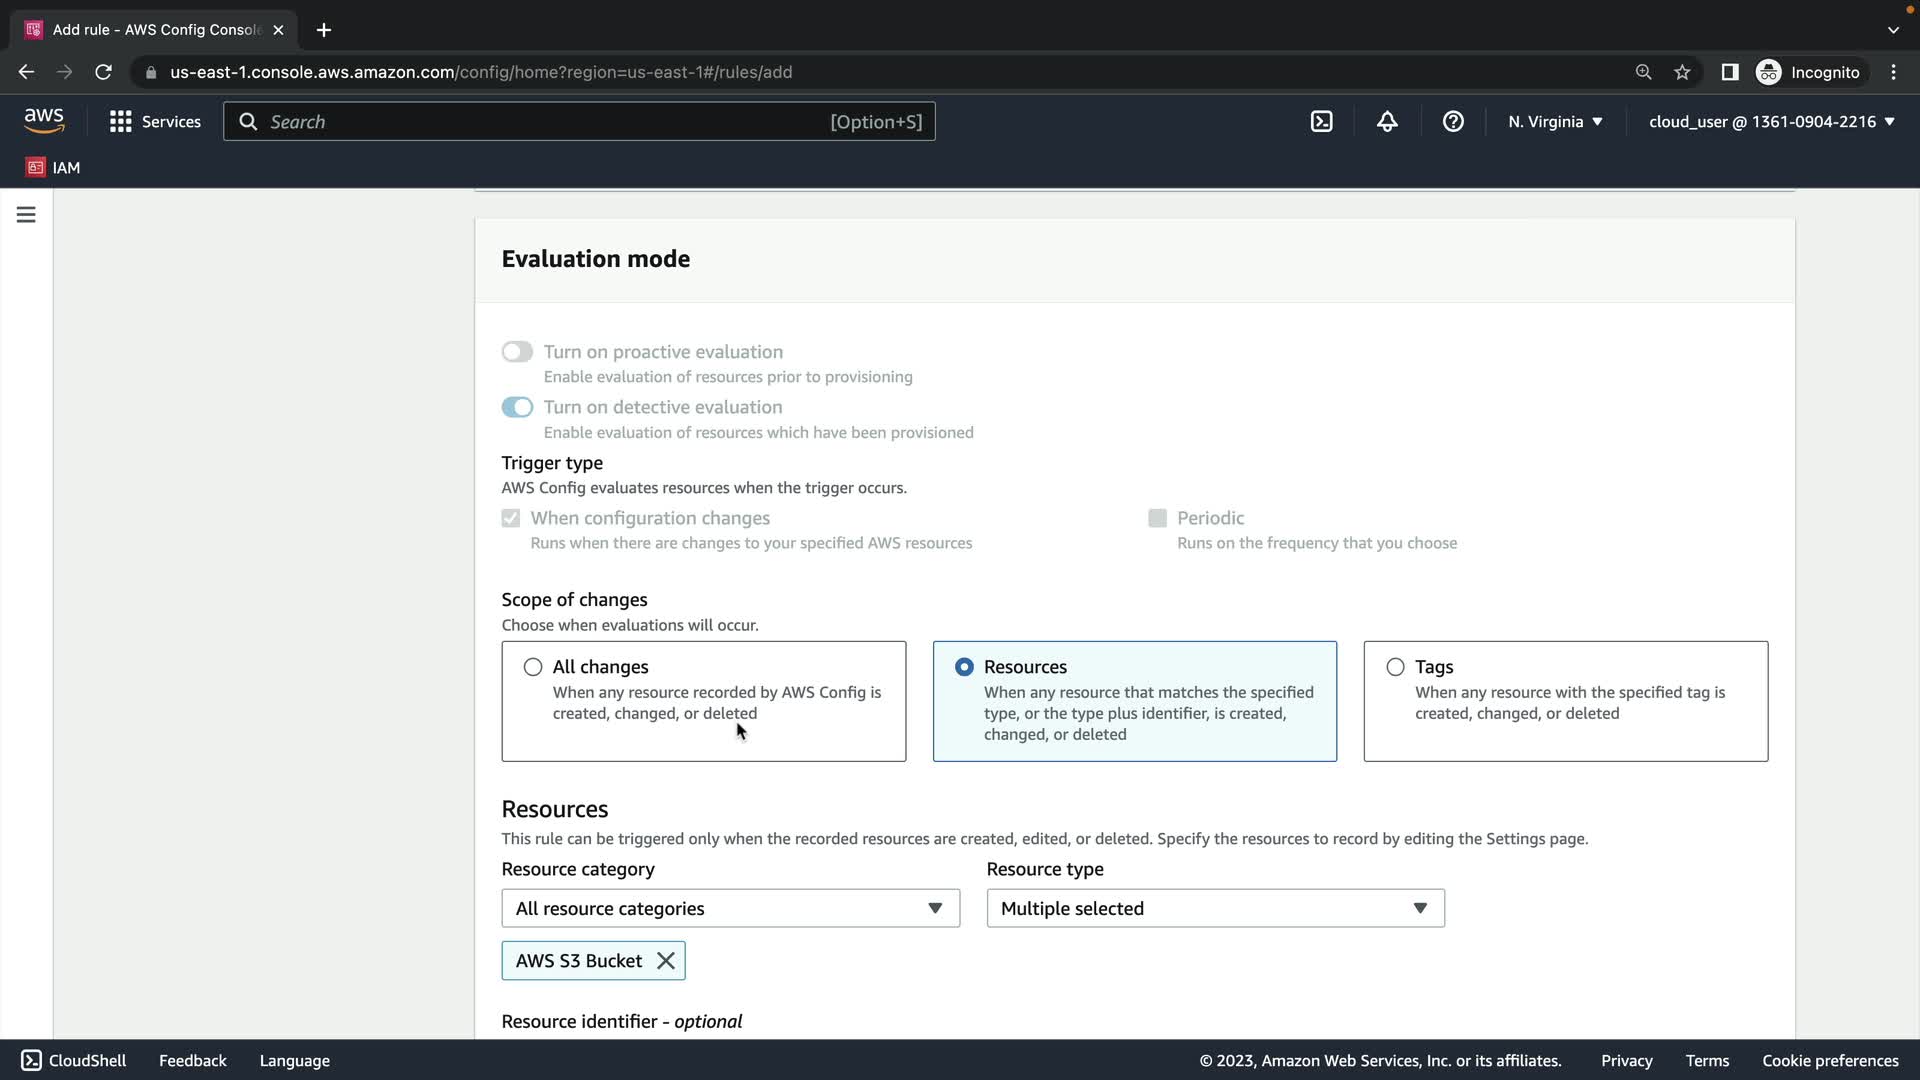 Add rule - AWS Config Console
us-east-1.console.aws.amazon.com/config/home?region=us-east-1#/rules/add
Incognito
aws
Services
Search
[Option+S]
N. Virginia
cloud_user @ 1361-0904-2216
IAM
Evaluation mode
Turn on proactive evaluation
Enable evaluation of resources prior to provisioning
Turn on detective evaluation
Enable evaluation of resources which have been provisioned
Trigger type
AWS Config evaluates resources when the trigger occurs.
When configuration changes
Runs when there are changes to your specified AWS resources
Periodic
Runs on the frequency that you choose
Scope of changes
Choose when evaluations will occur.
All changes
When any resource recorded by AWS Config is
created, changed, or deleted
Resources
When any resource that matches the specified
type, or the type plus identifier, is created,
changed, or deleted
Tags
When any resource with the specified tag is
created, changed, or deleted
Resources
This rule can be triggered only when the recorded resources are created, edited, or deleted. Specify the resources to record by editing the Settings page.
Resource category
All resource categories
Resource type
Multiple selected
AWS S3 Bucket
Resource identifier - optional
CloudShell
Feedback
Language
© 2023, Amazon Web Services, Inc. or its affiliates.
Privacy
Terms
Cookie preferences